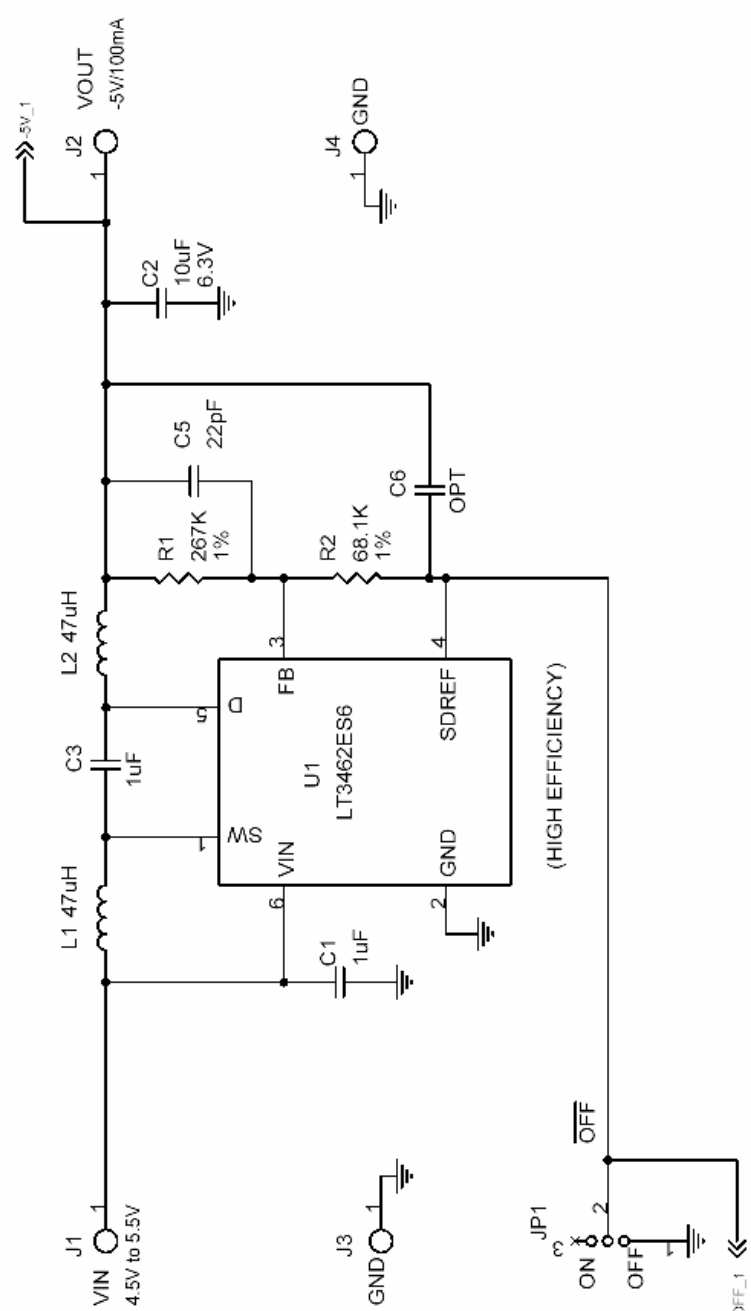 J1
VIN
4.5V to 5.5V
1
L1 47uH
C3
1uF
L2 47uH
-5V_1
J2
VOUT
-5V/100mA
1
C2
10uF
6.3V
C5
22pF
R1
267K
1%
R2
68.1K
1%
C6
OPT
1
SW
5
D
6
VIN
3
FB
U1
LT3462ES6
2
GND
4
SDREF
C1
1uF
J3
GND
1
J4
GND
1
(HIGH EFFICIENCY)
JP1
3
ON
2
OFF
1
OFF